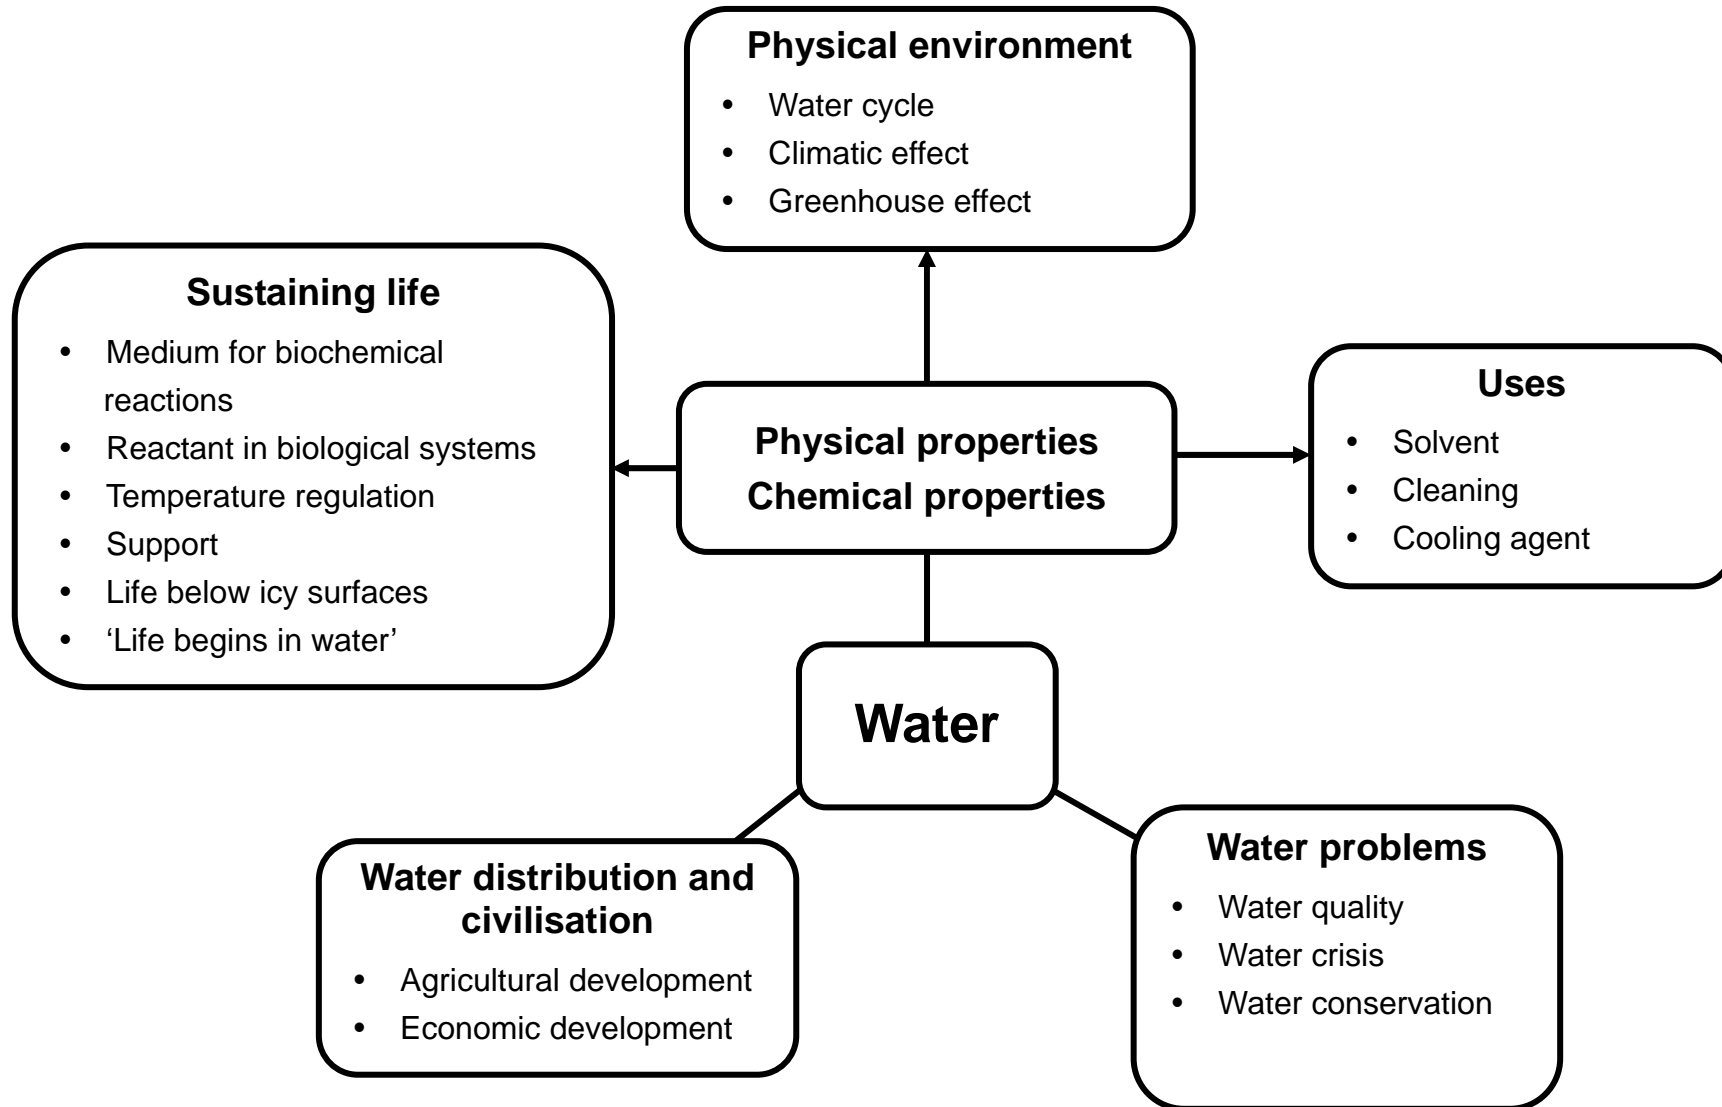 Physical environment
• Water cycle
• Climatic effect
• Greenhouse effect
Sustaining life
• Medium for biochemical
reactions
• Reactant in biological systems
• Temperature regulation
• Support
• Life below icy surfaces
• ‘Life begins in water’
Physical properties
Chemical properties
Uses
• Solvent
• Cleaning
• Cooling agent
Water
Water distribution and
civilisation
• Agricultural development
• Economic development
Water problems
• Water quality
• Water crisis
• Water conservation